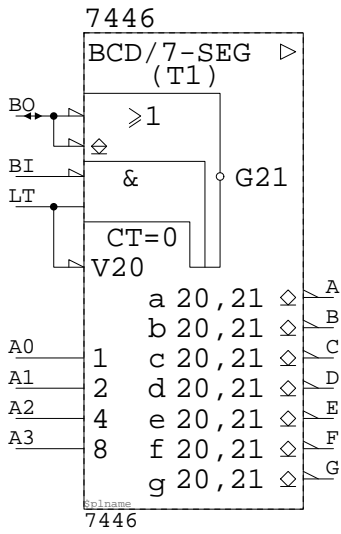 7446
BCD/7-SEG
(T1)
BO
≥1
BI
&
G21
LT
CT=0
V20
a 20,21 A
b 20,21 B
A0 1 c 20,21 C
A1 2 d 20,21 D
A2 4 e 20,21 E
A3 8 f 20,21 F
g 20,21 G
$plname
7446